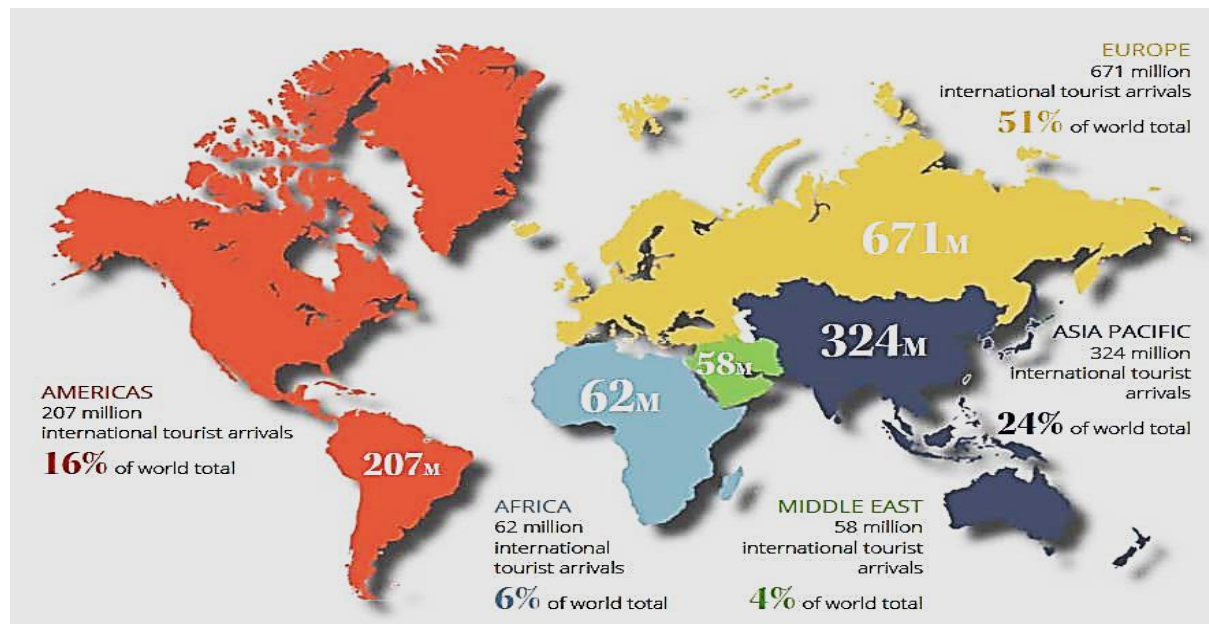 EUROPE
671 million
international tourist arrivals
51% of world total
671M
324M
ASIA PACIFIC
324 million
international tourist
arrivals
24% of world total
58M
62M
AMERICAS
207 million
international tourist arrivals
16% of world total
207M
AFRICA
62 million
international
tourist arrivals
6% of world total
MIDDLE EAST
58 million
international tourist
arrivals
4% of world total